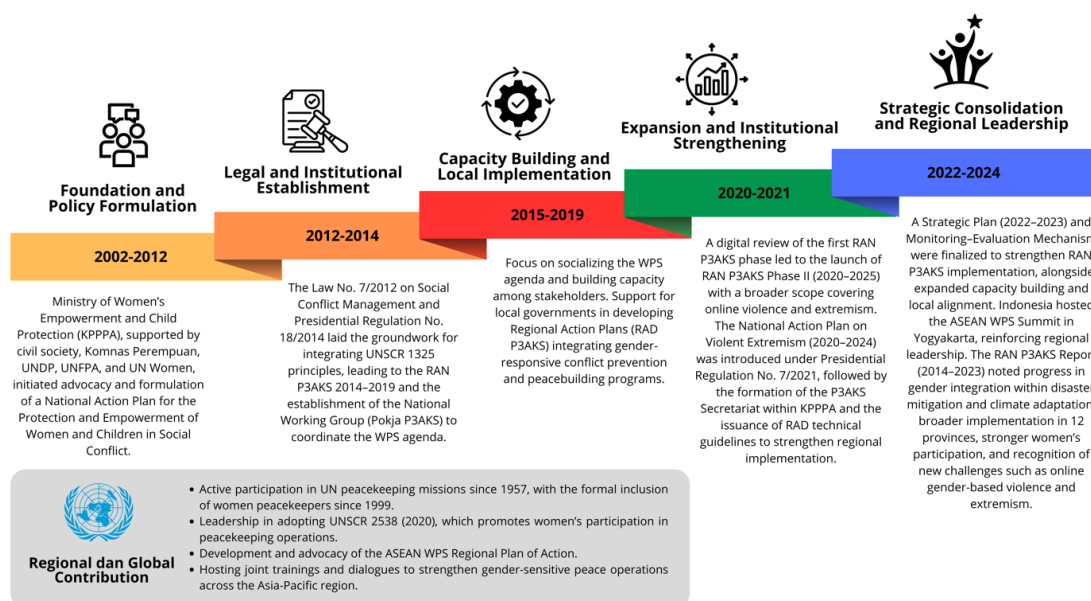 Foundation and
Policy Formulation
2002-2012
Ministry of Women's
Empowerment and Child
Protection (KPPPA), supported by
civil society, Komnas Perempuan,
UNDP, UNFPA, and UN Women,
initiated advocacy and formulation
of a National Action Plan for the
Protection and Empowerment of
Women and Children in Social
Conflict.
Legal and Institutional
Establishment
2012-2014
The Law No. 7/2012 on Social
Conflict Management and
Presidential Regulation No.
18/2014 laid the groundwork for
integrating UNSCR 1325
principles, leading to the RAN
P3AKS 2014–2019 and the
establishment of the National
Working Group (Pokja P3AKS) to
coordinate the WPS agenda.
Capacity Building and
Local Implementation
2015-2019
Focus on socializing the WPS
agenda and building capacity
among stakeholders. Support for
local governments in developing
Regional Action Plans (RAD
P3AKS) integrating gender-
responsive conflict prevention
and peacebuilding programs.
Expansion and Institutional
Strengthening
2020-2021
A digital review of the first RAN
P3AKS phase led to the launch of
RAN P3AKS Phase II (2020–2025)
with a broader scope covering
online violence and extremism.
The National Action Plan on
Violent Extremism (2020–2024)
was introduced under Presidential
Regulation No. 7/2021, followed by
the formation of the P3AKS
Secretariat within KPPPA and the
issuance of RAD technical
guidelines to strengthen regional
implementation.
Strategic Consolidation
and Regional Leadership
2022-2024
A Strategic Plan (2022–2023) and
Monitoring–Evaluation Mechanism
were finalized to strengthen RAN
P3AKS implementation, alongside
expanded capacity building and
local alignment. Indonesia hosted
the ASEAN WPS Summit in
Yogyakarta, reinforcing regional
leadership. The RAN P3AKS Report
(2014–2023) noted progress in
gender integration within disaster
mitigation and climate adaptation,
broader implementation in 12
provinces, stronger women's
participation, and recognition of
new challenges such as online
gender-based violence and
extremism.
Regional dan Global
Contribution
• Active participation in UN peacekeeping missions since 1957, with the formal inclusion
of women peacekeepers since 1999.
• Leadership in adopting UNSCR 2538 (2020), which promotes women's participation in
peacekeeping operations.
• Development and advocacy of the ASEAN WPS Regional Plan of Action.
• Hosting joint trainings and dialogues to strengthen gender-sensitive peace operations
across the Asia-Pacific region.